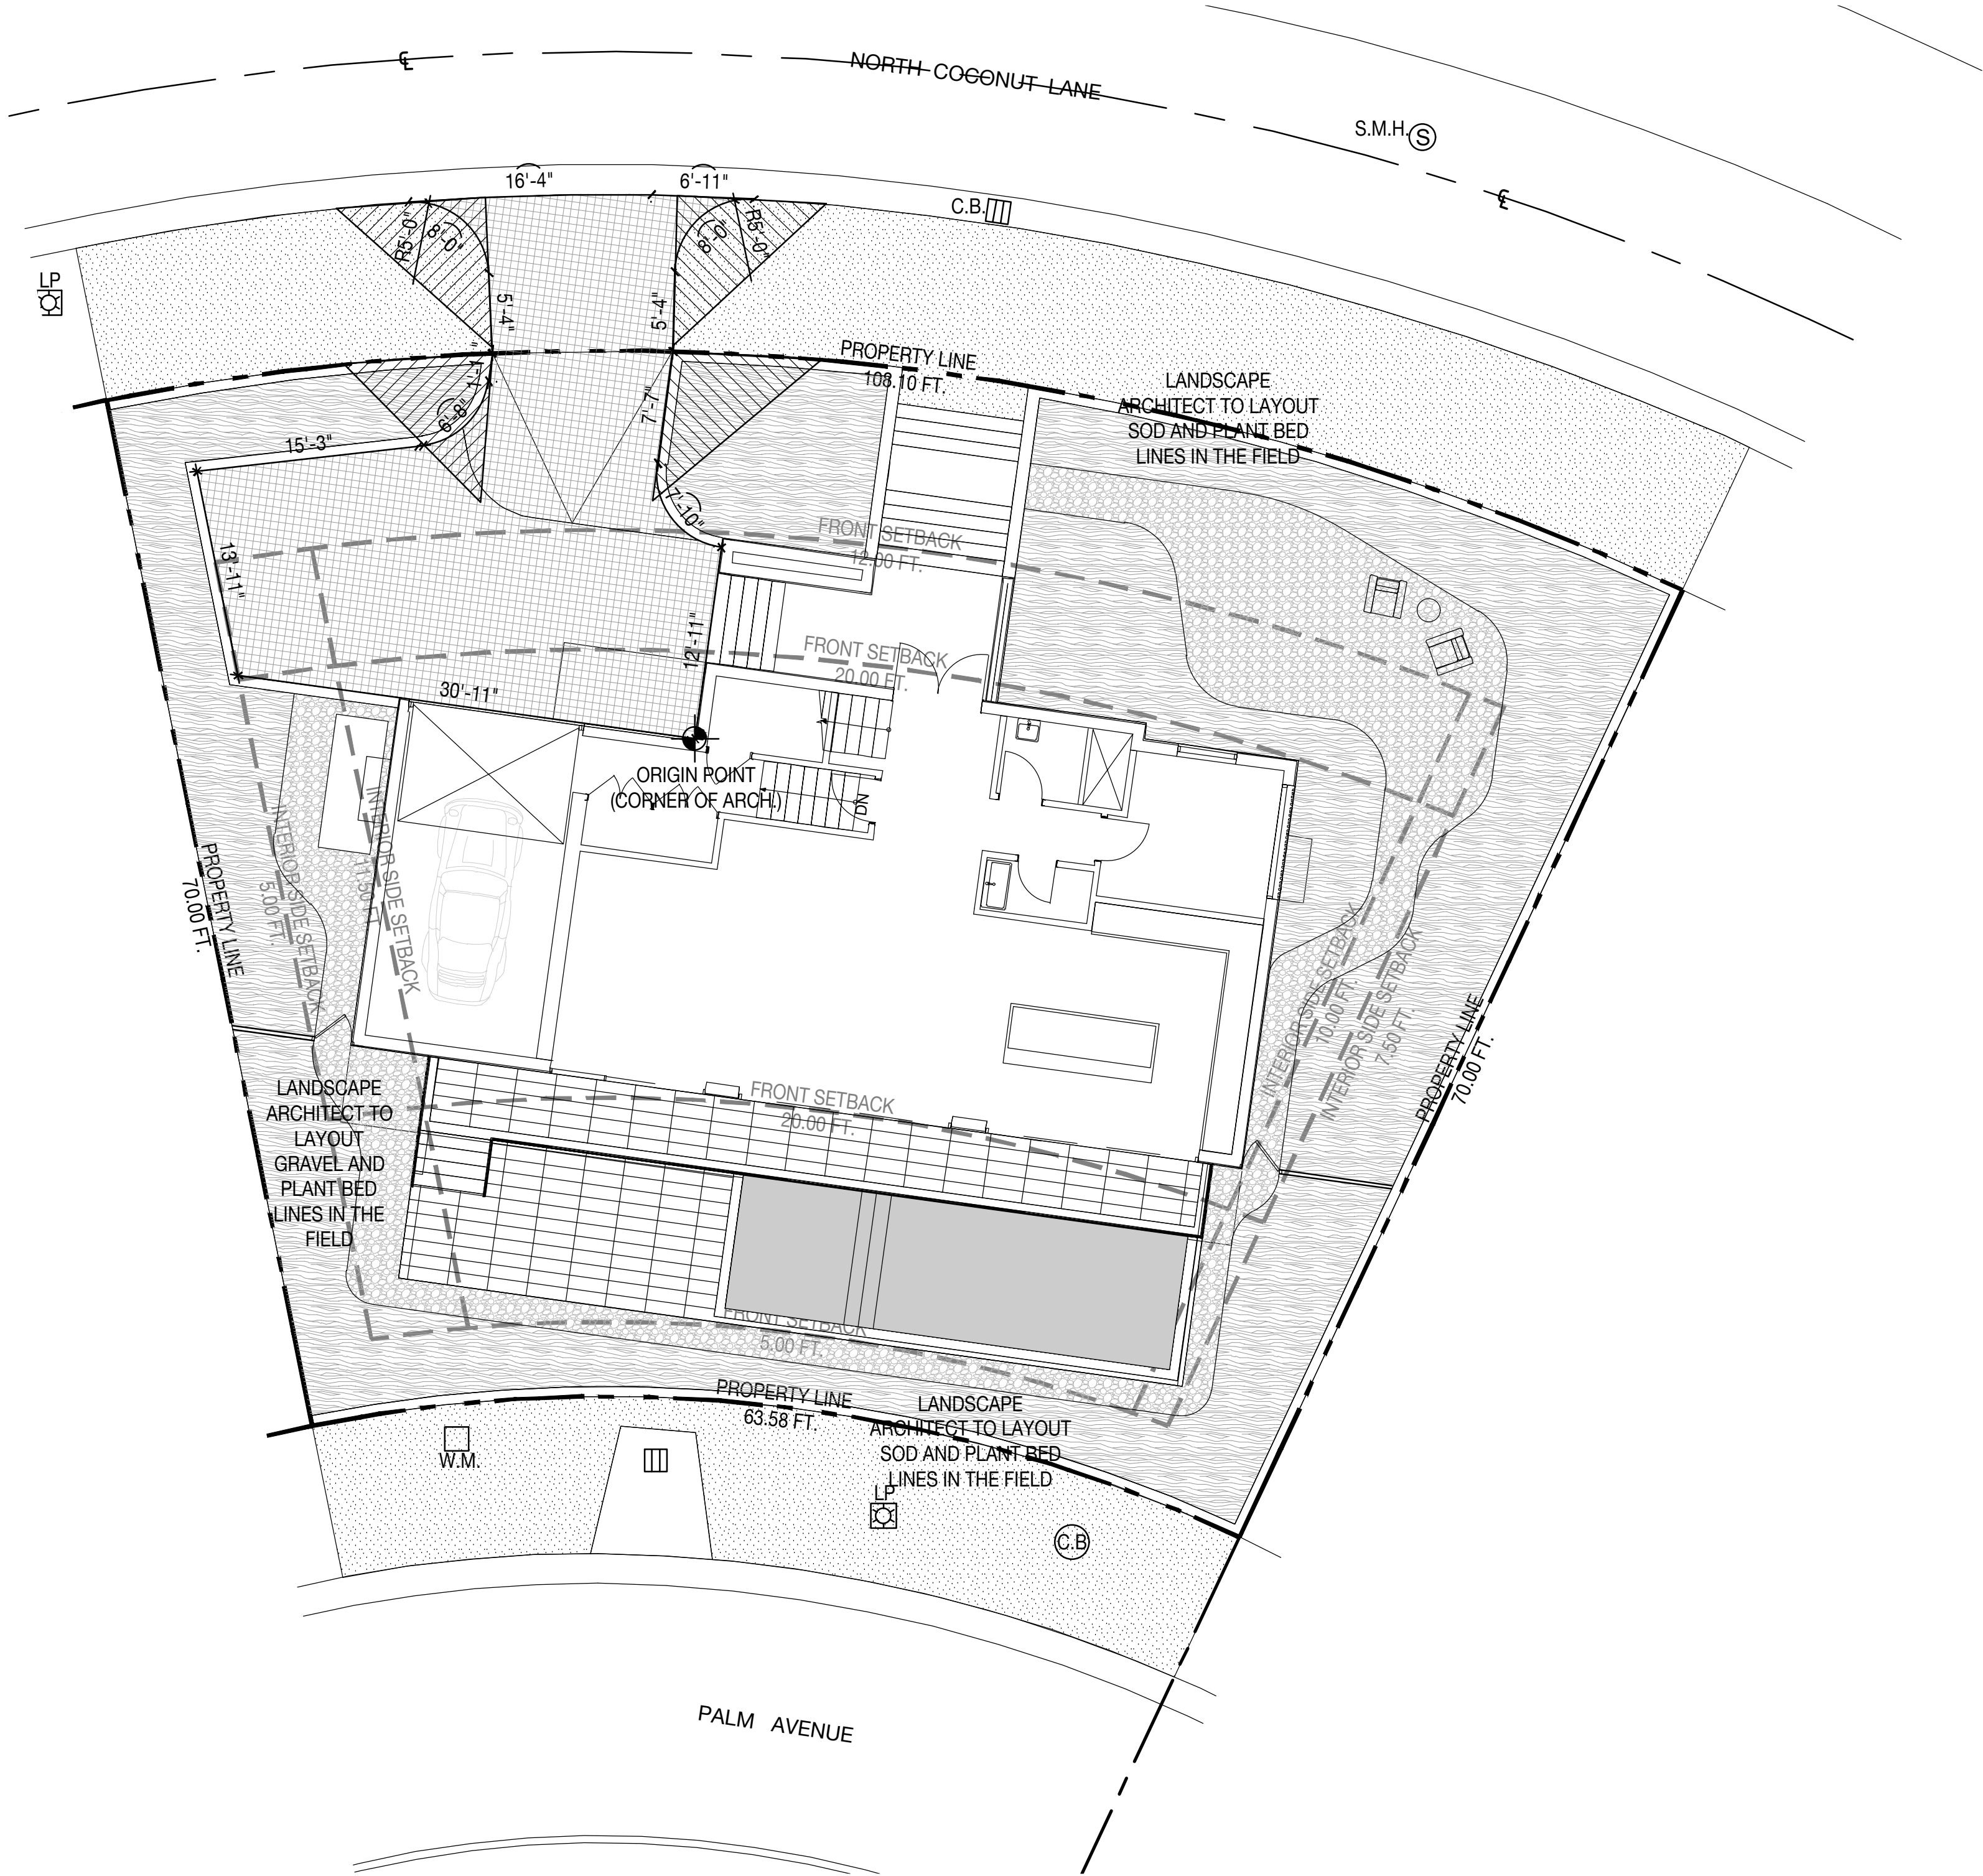 ℄
NORTH COCONUT LANE
S.M.H.
S
℄
16'-4"
6'-11"
C.B.
R5'-0"
8'-0"
8'-0"
R5'-0"
LP
5'-4"
5'-4"
PROPERTY LINE
108.10 FT.
1'-1"
6'-8"
7'-7"
LANDSCAPE
ARCHITECT TO LAYOUT
SOD AND PLANT BED
LINES IN THE FIELD
15'-3"
7'-10"
FRONT SETBACK
12.00 FT.
13'-11"
12'-11"
FRONT SETBACK
20.00 FT.
30'-11"
ORIGIN POINT
(CORNER OF ARCH.)
DN
INTERIOR SIDE SETBACK
5.00 FT.
INTERIOR SIDE SETBACK
11.50 FT.
PROPERTY LINE
70.00 FT.
INTERIOR SIDE SETBACK
10.00 FT.
INTERIOR SIDE SETBACK
7.50 FT.
PROPERTY LINE
70.00 FT.
LANDSCAPE
ARCHITECT TO
LAYOUT
GRAVEL AND
PLANT BED
LINES IN THE
FIELD
FRONT SETBACK
20.00 FT.
FRONT SETBACK
5.00 FT.
PROPERTY LINE
63.58 FT.
LANDSCAPE
ARCHITECT TO LAYOUT
SOD AND PLANT BED
LINES IN THE FIELD
W.M.
LP
C.B
PALM AVENUE